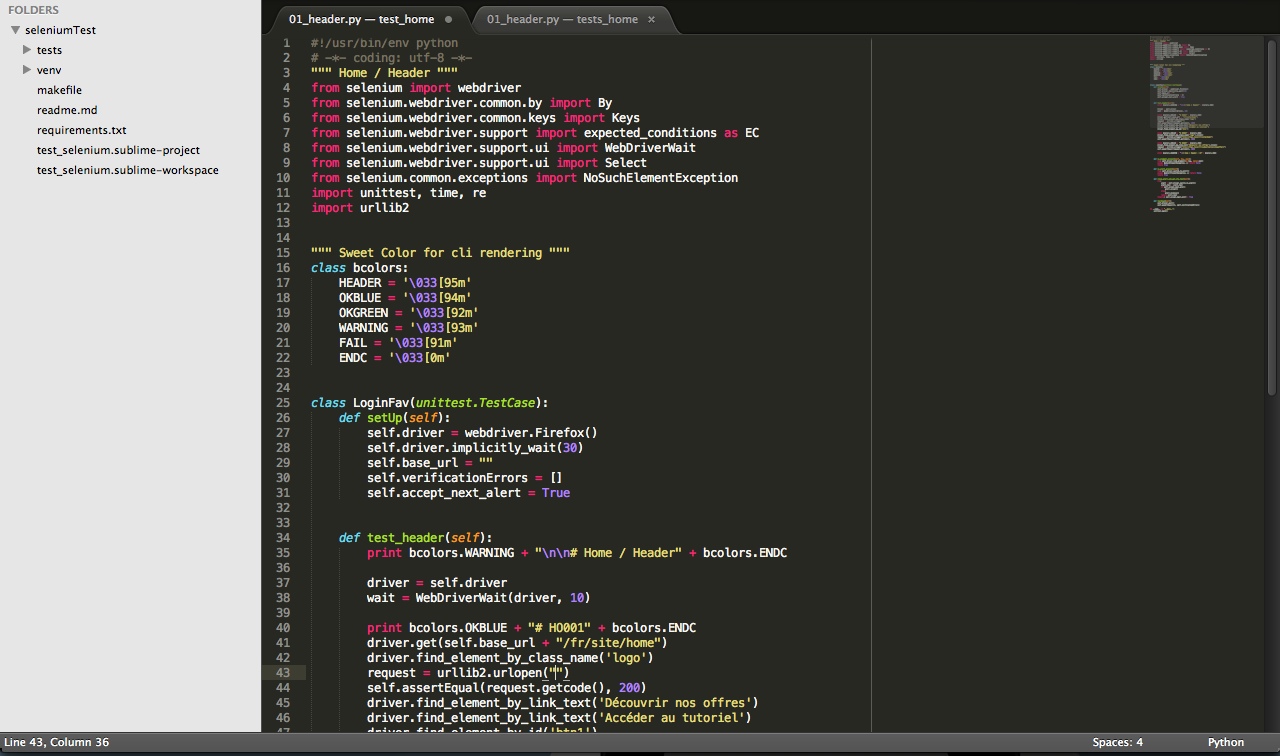 FOLDERS
seleniumTest
tests
venv
makefile
readme.md
requirements.txt
test_selenium.sublime-project
test_selenium.sublime-workspace
01_header.py — test_home
01_header.py — tests_home ×
1 #!/usr/bin/env python
2 # -*- coding: utf-8 -*-
3 """ Home / Header """
4 from selenium import webdriver
5 from selenium.webdriver.common.by import By
6 from selenium.webdriver.common.keys import Keys
7 from selenium.webdriver.support import expected_conditions as EC
8 from selenium.webdriver.support.ui import WebDriverWait
9 from selenium.webdriver.support.ui import Select
10 from selenium.common.exceptions import NoSuchElementException
11 import unittest, time, re
12 import urllib2
13
14
15 """ Sweet Color for cli rendering """
16 class bcolors:
17     HEADER = '\033[95m'
18     OKBLUE = '\033[94m'
19     OKGREEN = '\033[92m'
20     WARNING = '\033[93m'
21     FAIL = '\033[91m'
22     ENDC = '\033[0m'
23
24
25 class LoginFav(unittest.TestCase):
26     def setUp(self):
27         self.driver = webdriver.Firefox()
28         self.driver.implicitly_wait(30)
29         self.base_url = ""
30         self.verificationErrors = []
31         self.accept_next_alert = True
32
33
34     def test_header(self):
35         print bcolors.WARNING + "\n\n# Home / Header" + bcolors.ENDC
36
37         driver = self.driver
38         wait = WebDriverWait(driver, 10)
39
40         print bcolors.OKBLUE + "# HO001" + bcolors.ENDC
41         driver.get(self.base_url + "/fr/site/home")
42         driver.find_element_by_class_name('logo')
43         request = urllib2.urlopen("")
44         self.assertEqual(request.getcode(), 200)
45         driver.find_element_by_link_text('Découvrir nos offres')
46         driver.find_element_by_link_text('Accéder au tutoriel')
47         driver.find_element_by_id('btn1')
Line 43, Column 36
Spaces: 4
Python